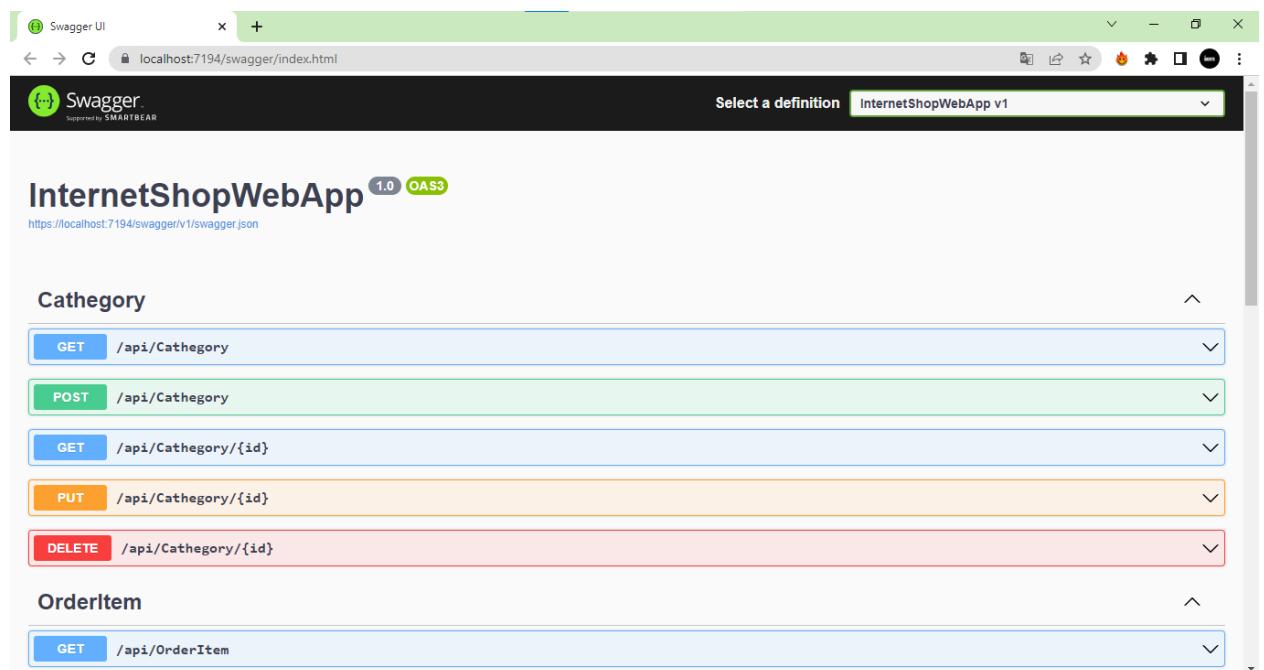 Swagger UI
localhost:7194/swagger/index.html
Swagger.
Supported by SMARTBEAR
Select a definition
InternetShopWebApp v1
InternetShopWebApp 1.0 OAS3
https://localhost:7194/swagger/v1/swagger.json
Cathegory
GET /api/Cathegory
POST /api/Cathegory
GET /api/Cathegory/{id}
PUT /api/Cathegory/{id}
DELETE /api/Cathegory/{id}
OrderItem
GET /api/OrderItem